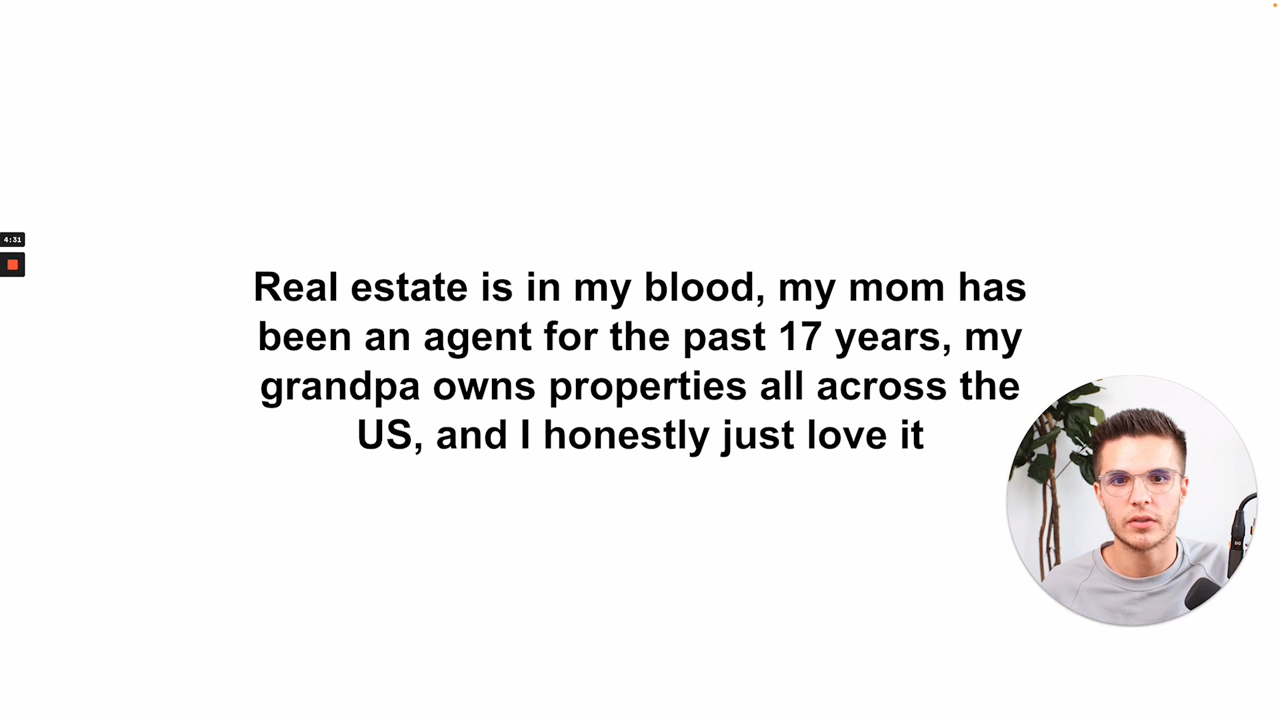 4:31
Real estate is in my blood, my mom has
been an agent for the past 17 years, my
grandpa owns properties all across the
US, and I honestly just love it